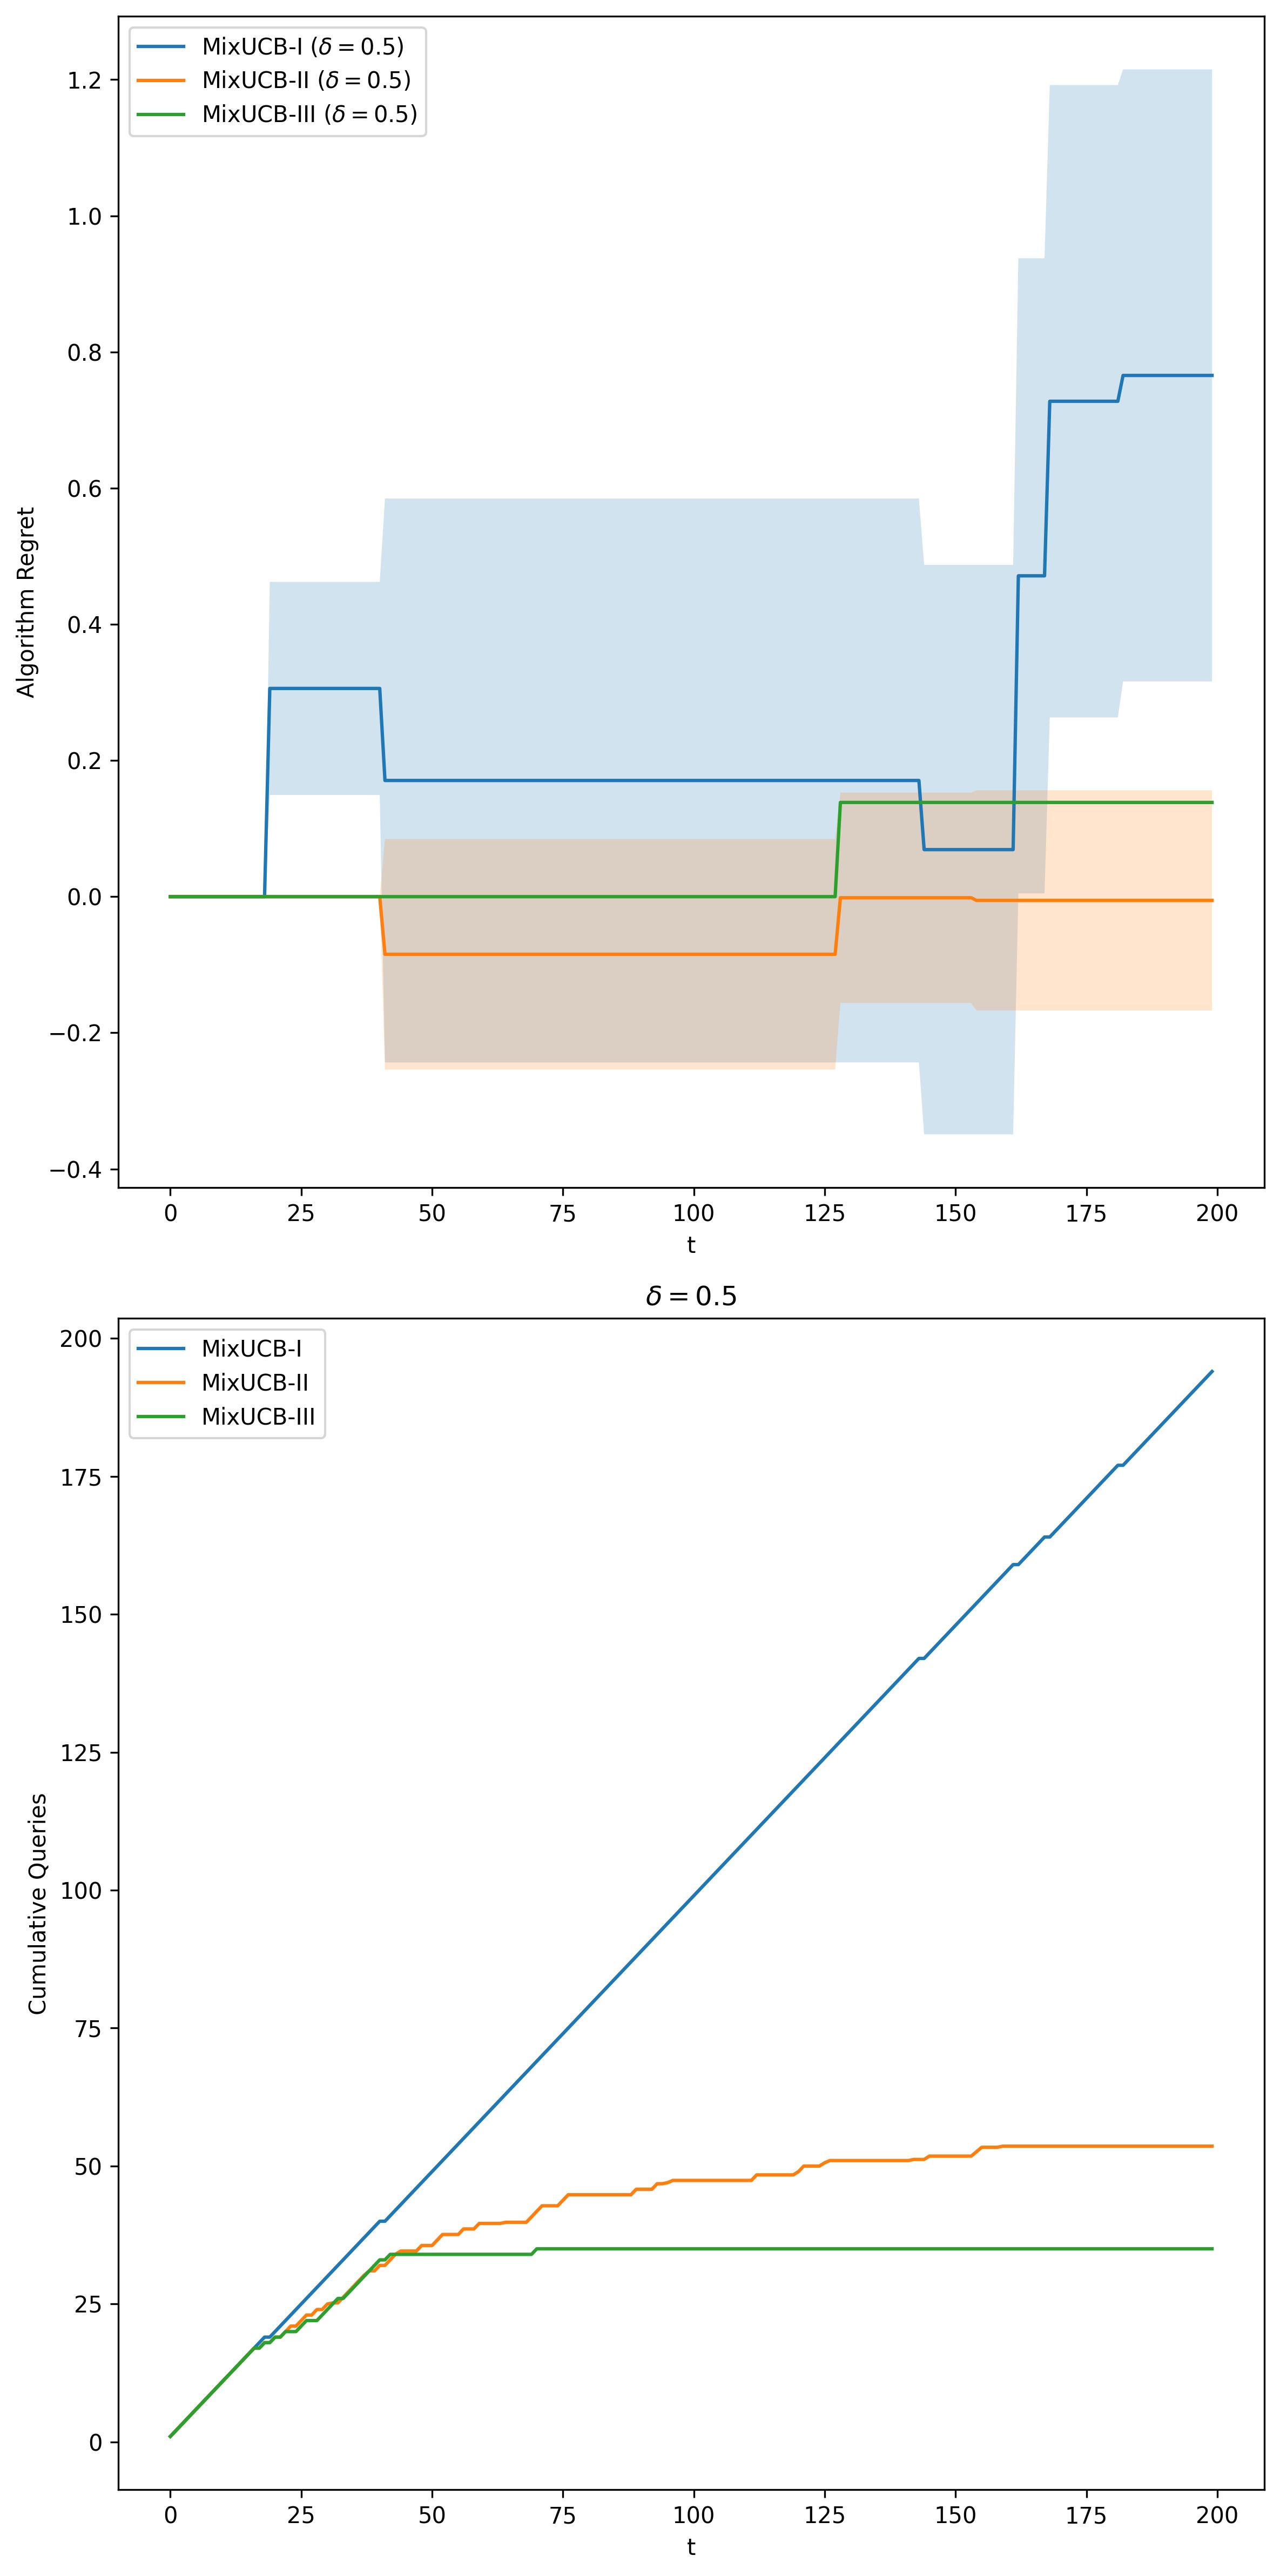 MixUCB-I (δ = 0.5)
MixUCB-II (δ = 0.5)
MixUCB-III (δ = 0.5)
1.2
1.0
0.8
0.6
0.4
0.2
0.0
−0.2
−0.4
Algorithm Regret
0 25 50 75 100 125 150 175 200
t
δ = 0.5
MixUCB-I
MixUCB-II
MixUCB-III
200
175
150
125
100
75
50
25
0
Cumulative Queries
0 25 50 75 100 125 150 175 200
t